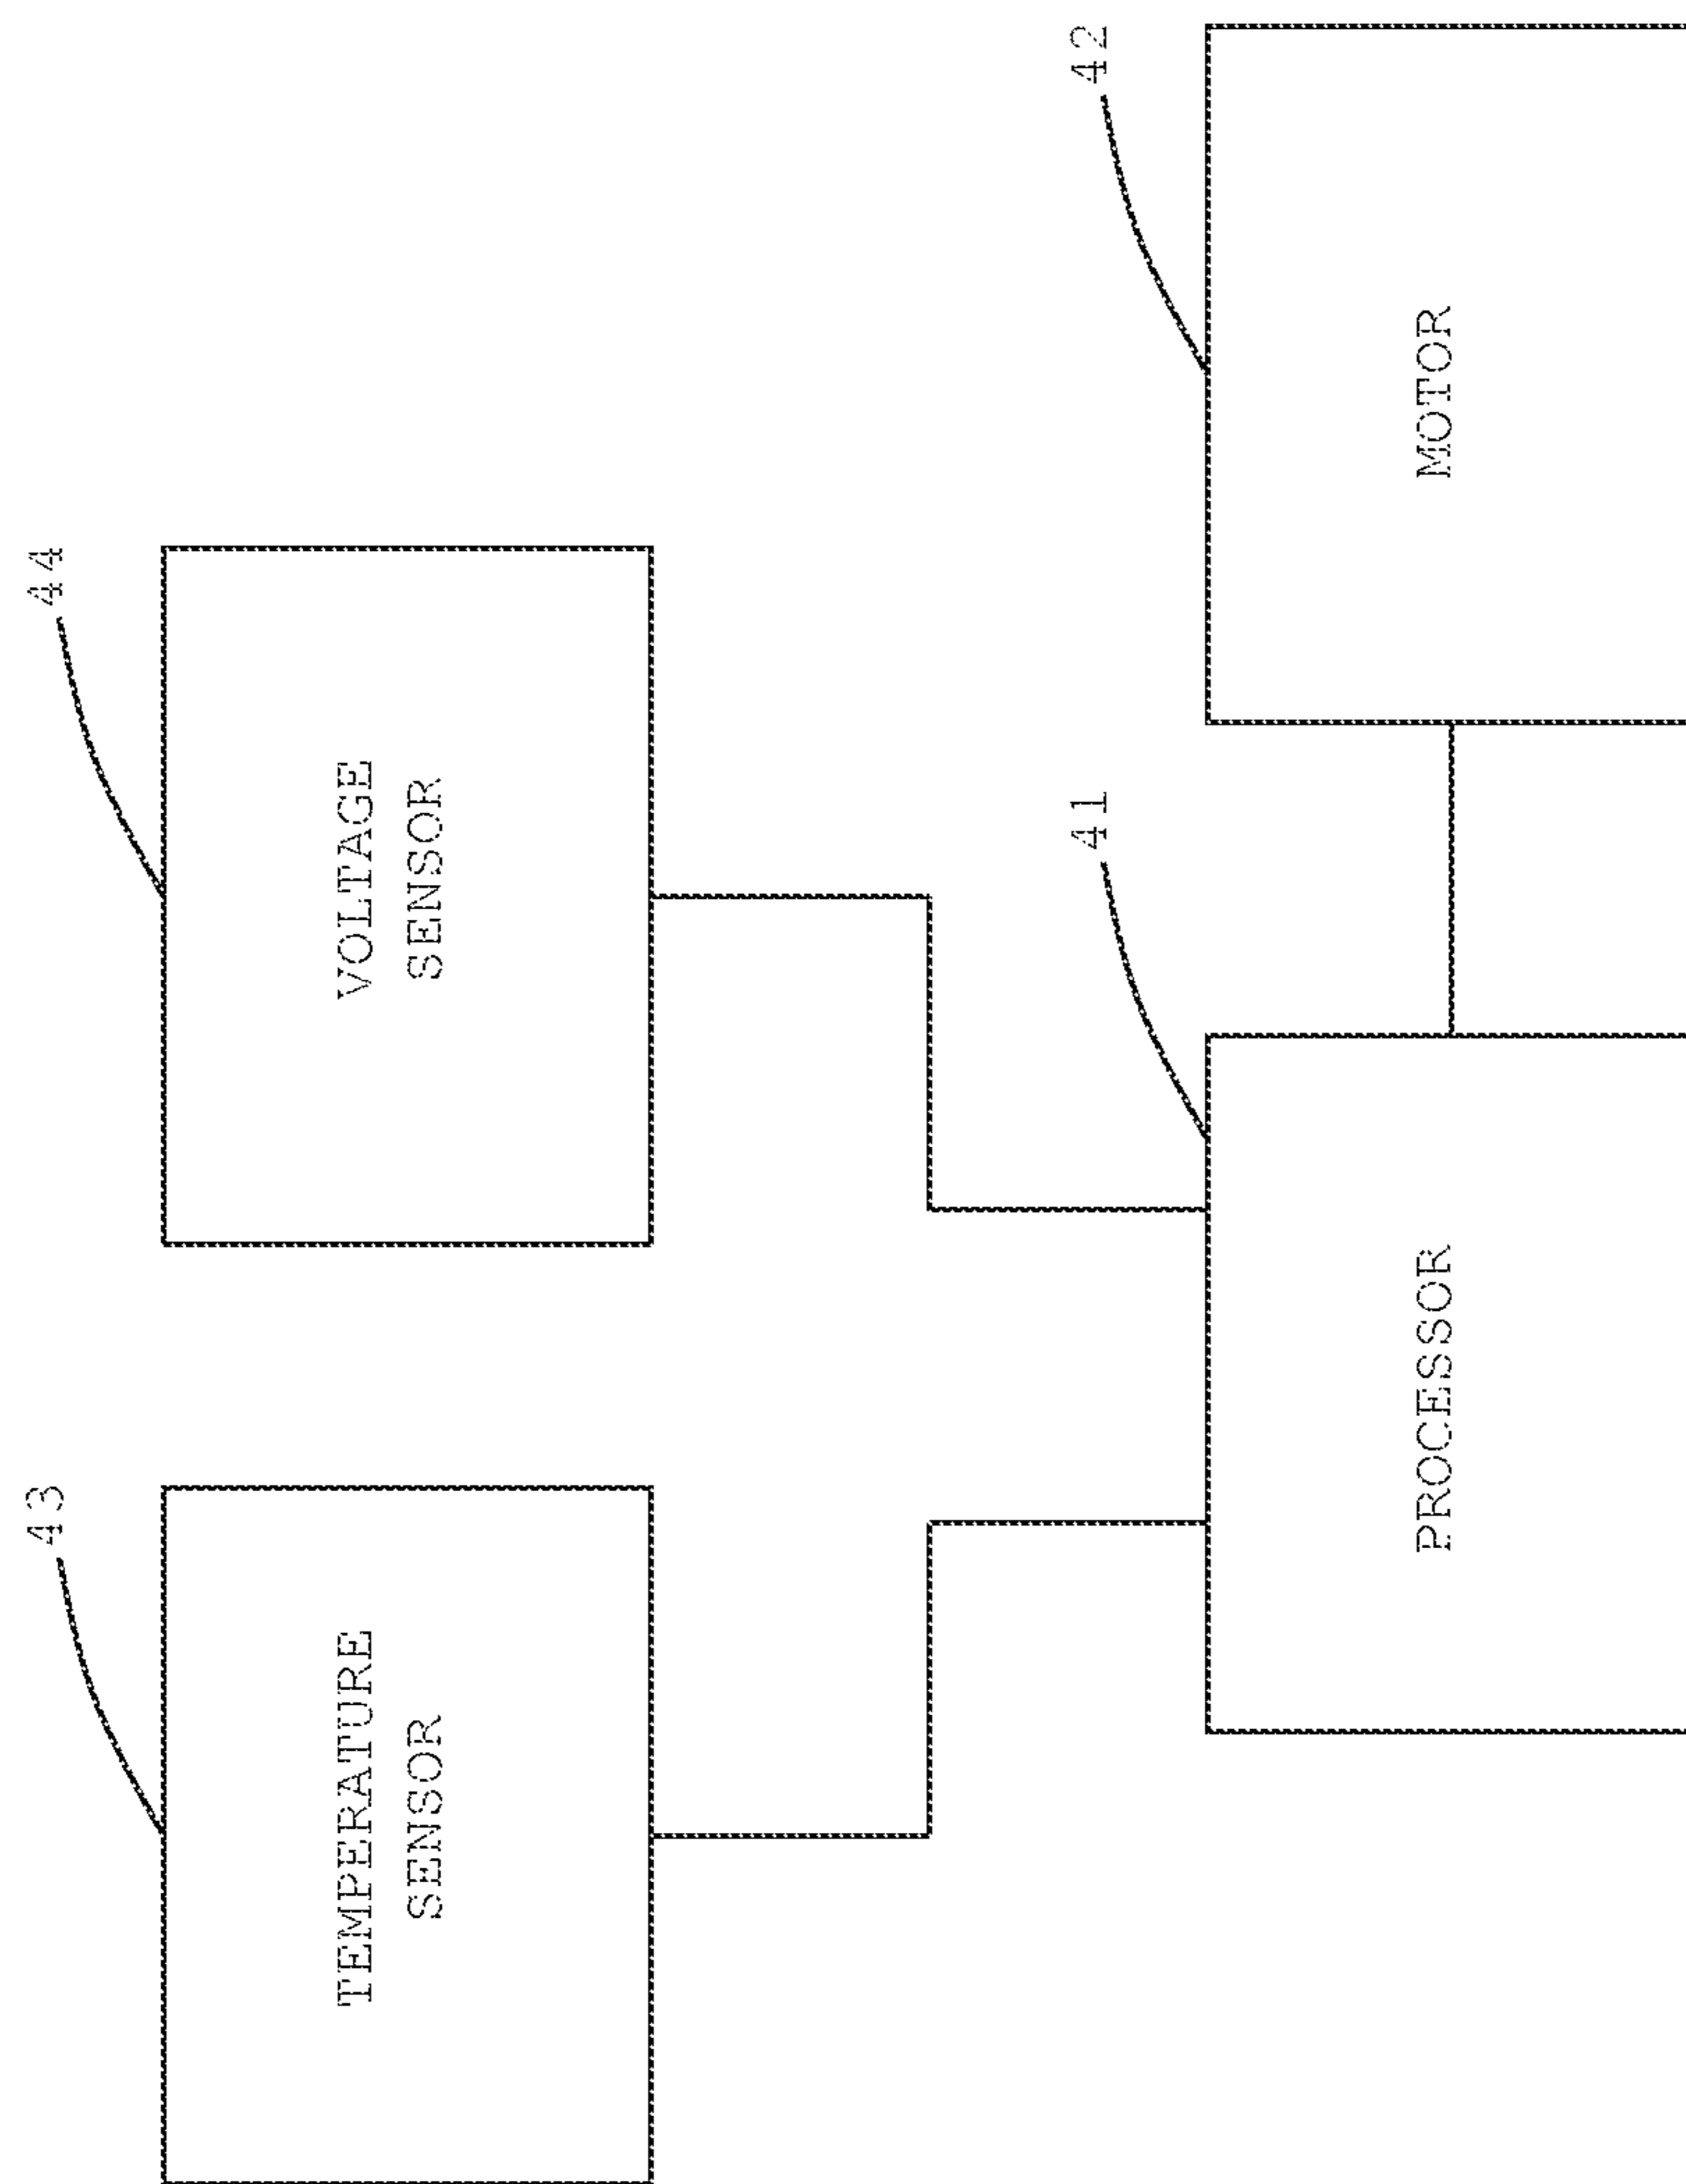 43
44
TEMPERATURE
SENSOR
VOLTAGE
SENSOR
41
42
PROCESSOR
MOTOR